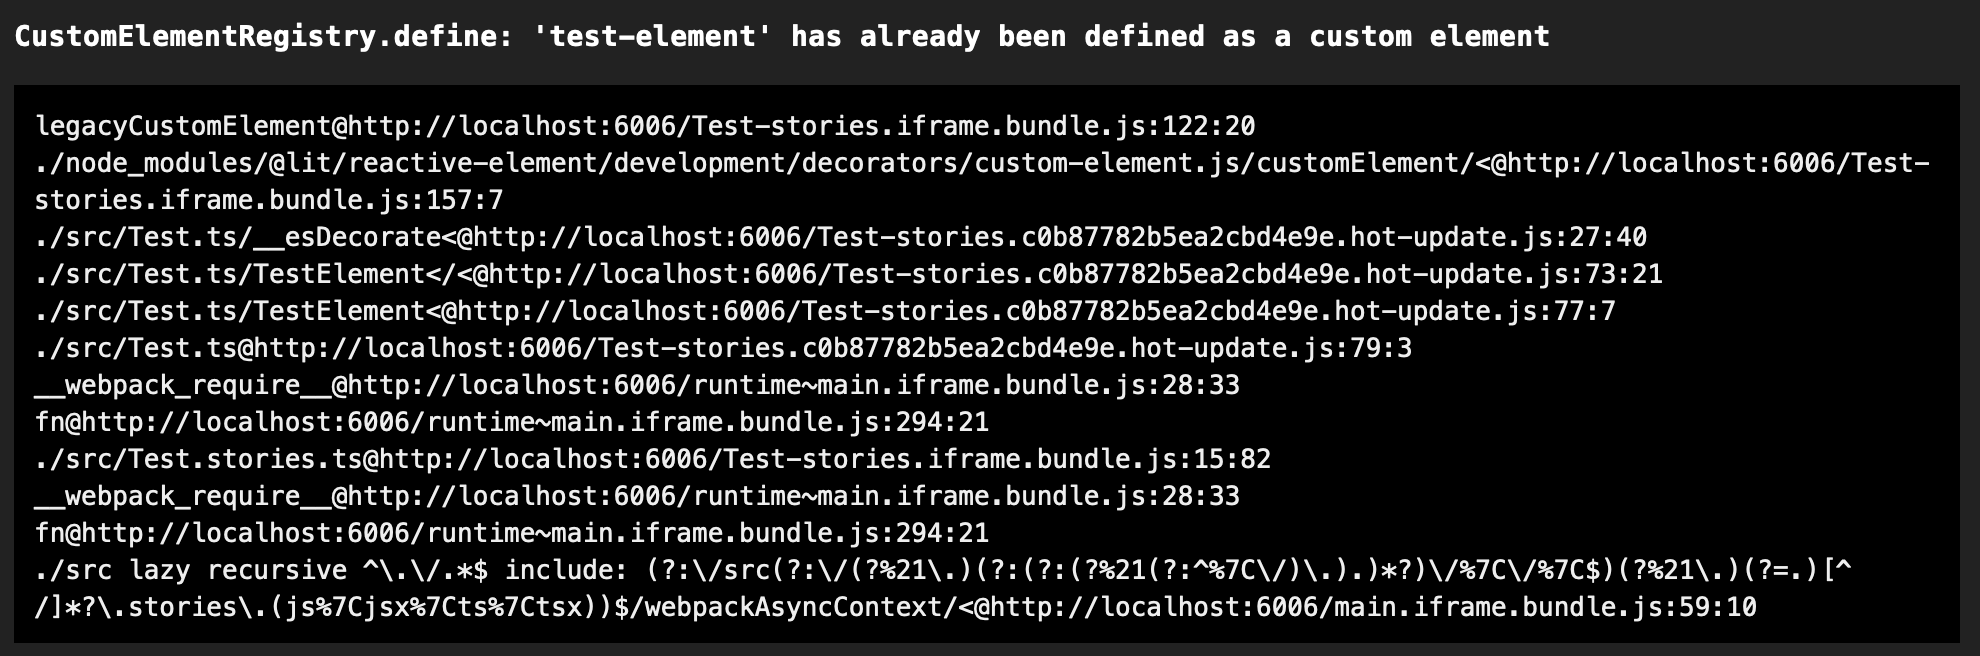 CustomElementRegistry.define: 'test-element' has already been defined as a custom element
legacyCustomElement@http://localhost:6006/Test-stories.iframe.bundle.js:122:20
./node_modules/@lit/reactive-element/development/decorators/custom-element.js/customElement/<@http://localhost:6006/Test-
stories.iframe.bundle.js:157:7
./src/Test.ts/__esDecorate<@http://localhost:6006/Test-stories.c0b87782b5ea2cbd4e9e.hot-update.js:27:40
./src/Test.ts/TestElement</<@http://localhost:6006/Test-stories.c0b87782b5ea2cbd4e9e.hot-update.js:73:21
./src/Test.ts/TestElement<@http://localhost:6006/Test-stories.c0b87782b5ea2cbd4e9e.hot-update.js:77:7
./src/Test.ts@http://localhost:6006/Test-stories.c0b87782b5ea2cbd4e9e.hot-update.js:79:3
__webpack_require__@http://localhost:6006/runtime~main.iframe.bundle.js:28:33
fn@http://localhost:6006/runtime~main.iframe.bundle.js:294:21
./src/Test.stories.ts@http://localhost:6006/Test-stories.iframe.bundle.js:15:82
__webpack_require__@http://localhost:6006/runtime~main.iframe.bundle.js:28:33
fn@http://localhost:6006/runtime~main.iframe.bundle.js:294:21
./src lazy recursive ^\.\/.*$ include: (?:\/src(?:\/(?%21\.)(?:(?:(?%21(?:^%7C\/)\.).)*?)\/%7C\/%7C$)(?%21\.)(?=.)[^
/]*?\.stories\.(js%7Cjsx%7Cts%7Ctsx))$/webpackAsyncContext/<@http://localhost:6006/main.iframe.bundle.js:59:10